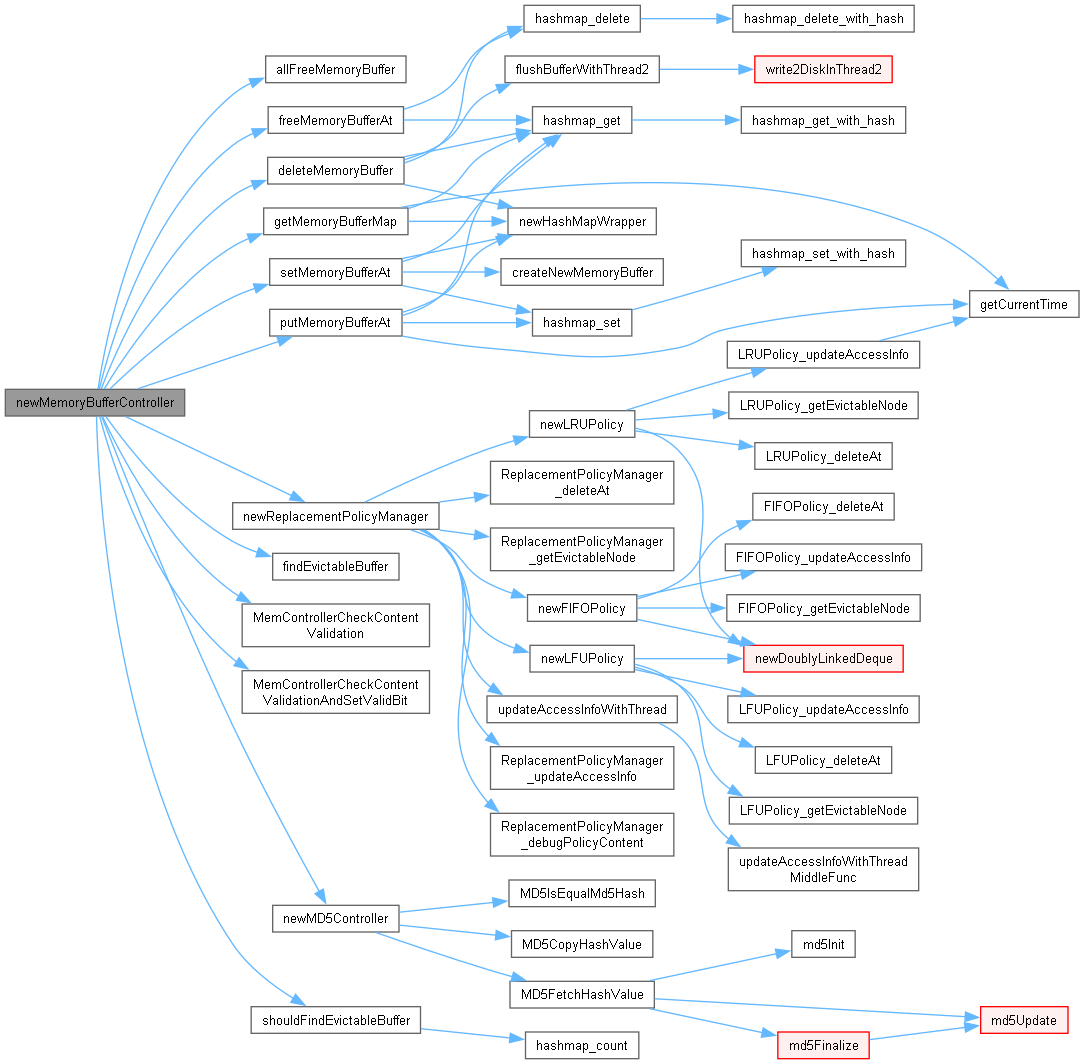 newMemoryBufferController
allFreeMemoryBuffer
freeMemoryBufferAt
deleteMemoryBuffer
getMemoryBufferMap
setMemoryBufferAt
putMemoryBufferAt
newReplacementPolicyManager
findEvictableBuffer
MemControllerCheckContent
Validation
MemControllerCheckContent
ValidationAndSetValidBit
newMD5Controller
shouldFindEvictableBuffer
hashmap_delete
flushBufferWithThread2
hashmap_get
newHashMapWrapper
createNewMemoryBuffer
hashmap_set
newLRUPolicy
ReplacementPolicyManager
_deleteAt
ReplacementPolicyManager
_getEvictableNode
newFIFOPolicy
newLFUPolicy
updateAccessInfoWithThread
ReplacementPolicyManager
_updateAccessInfo
ReplacementPolicyManager
_debugPolicyContent
MD5IsEqualMd5Hash
MD5CopyHashValue
MD5FetchHashValue
hashmap_count
hashmap_delete_with_hash
write2DiskInThread2
hashmap_get_with_hash
hashmap_set_with_hash
LRUPolicy_updateAccessInfo
LRUPolicy_getEvictableNode
LRUPolicy_deleteAt
FIFOPolicy_deleteAt
FIFOPolicy_updateAccessInfo
FIFOPolicy_getEvictableNode
newDoublyLinkedDeque
LFUPolicy_updateAccessInfo
LFUPolicy_deleteAt
LFUPolicy_getEvictableNode
updateAccessInfoWithThread
MiddleFunc
md5Init
md5Finalize
getCurrentTime
md5Update